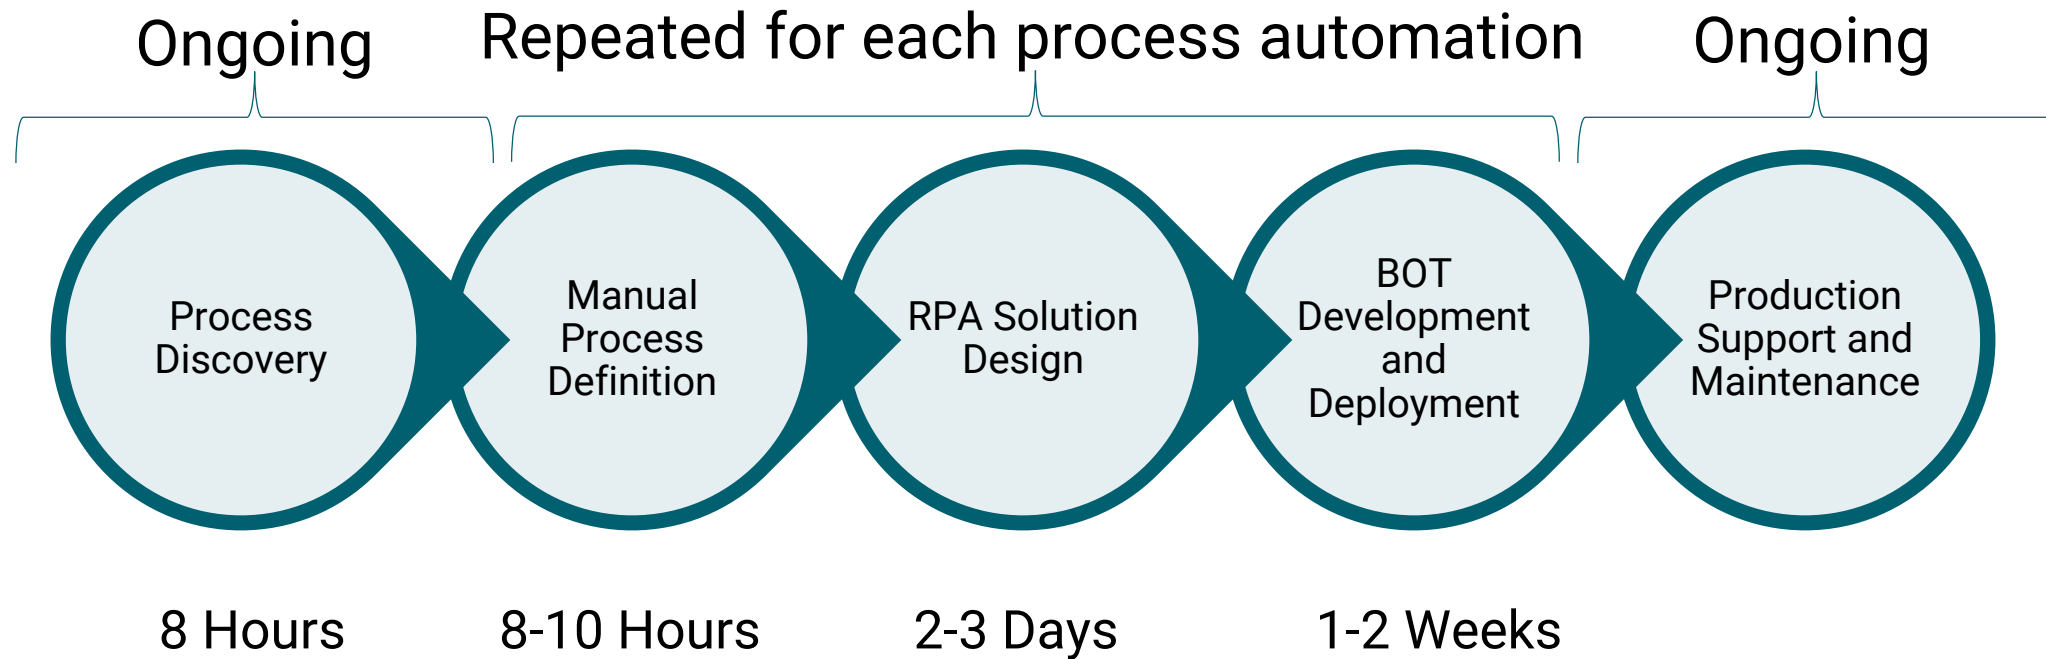 Ongoing
Repeated for each process automation
Ongoing
Process
Discovery
Manual
Process
Definition
RPA Solution
Design
BOT
Development
and
Deployment
Production
Support and
Maintenance
8 Hours
8-10 Hours
2-3 Days
1-2 Weeks